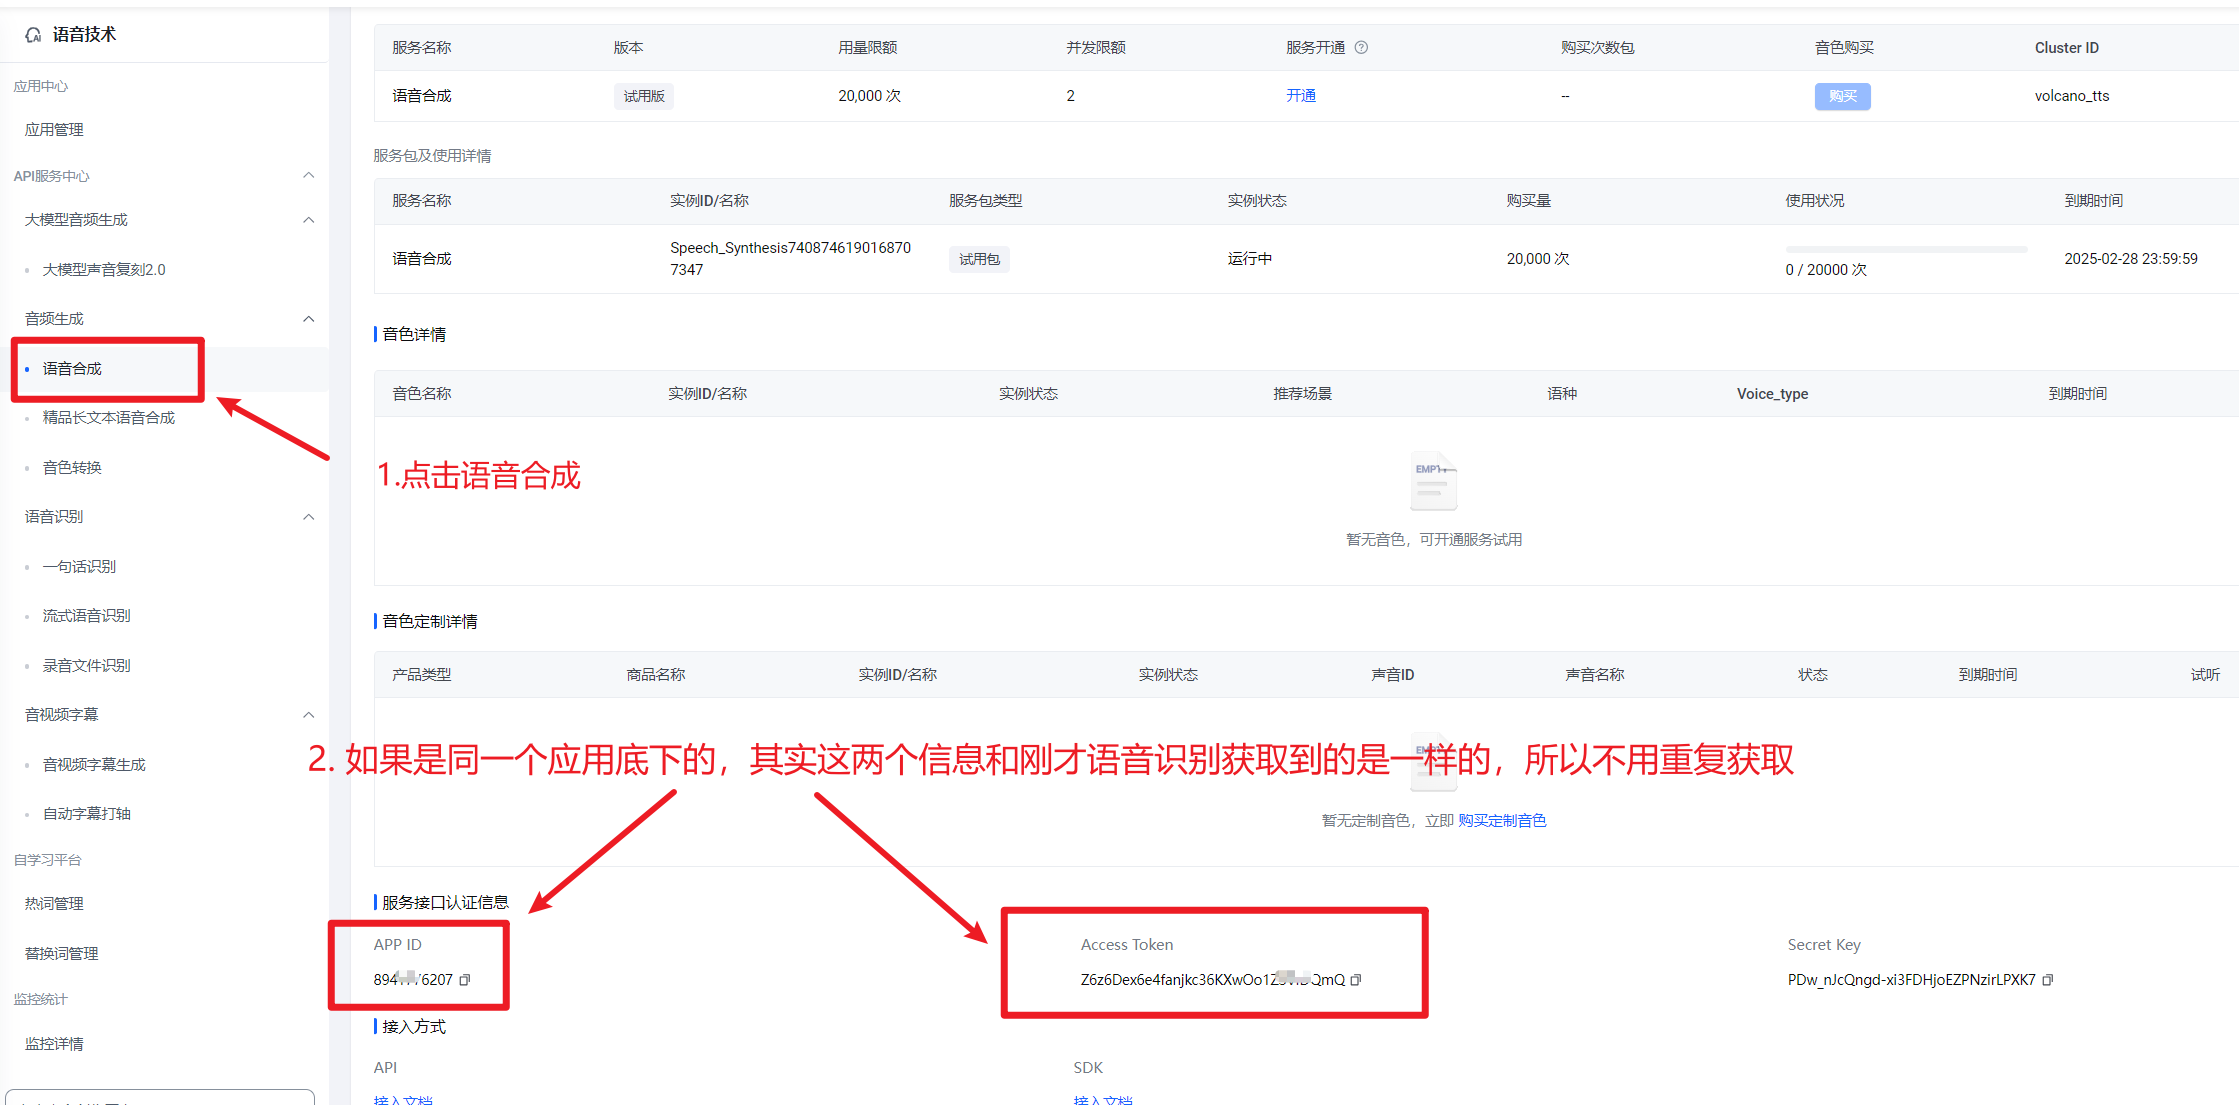 语音技术
应用中心
应用管理
API服务中心
大模型音频生成
大模型声音复刻2.0
音频生成
语音合成
精品长文本语音合成
音色转换
语音识别
一句话识别
流式语音识别
录音文件识别
音视频字幕
音视频字幕生成
自动字幕打轴
自学习平台
热词管理
替换词管理
监控统计
监控详情
服务名称 版本 用量限额 并发限额 服务开通 购买次数包 音色购买 Cluster ID
语音合成 试用版 20,000 次 2 开通 -- 购买 volcano_tts
服务包及使用详情
服务名称 实例ID/名称 服务包类型 实例状态 购买量 使用状况 到期时间
语音合成 Speech_Synthesis740874619016870 试用包 运行中 20,000 次 2025-02-28 23:59:59
7347 0 / 20000 次
音色详情
音色名称 实例ID/名称 实例状态 推荐场景 语种 Voice_type 到期时间
1.点击语音合成
EMPTY
暂无音色，可开通服务试用
音色定制详情
产品类型 商品名称 实例ID/名称 实例状态 声音ID 声音名称 状态 到期时间 试听
2. 如果是同一个应用底下的，其实这两个信息和刚才语音识别获取到的是一样的，所以不用重复获取
暂无定制音色，立即 购买定制音色
服务接口认证信息
APP ID Access Token Secret Key
PDw_nJcQngd-xi3FDHjoEZPNzirLPXK7
接入方式
API SDK
接入文档 接入文档